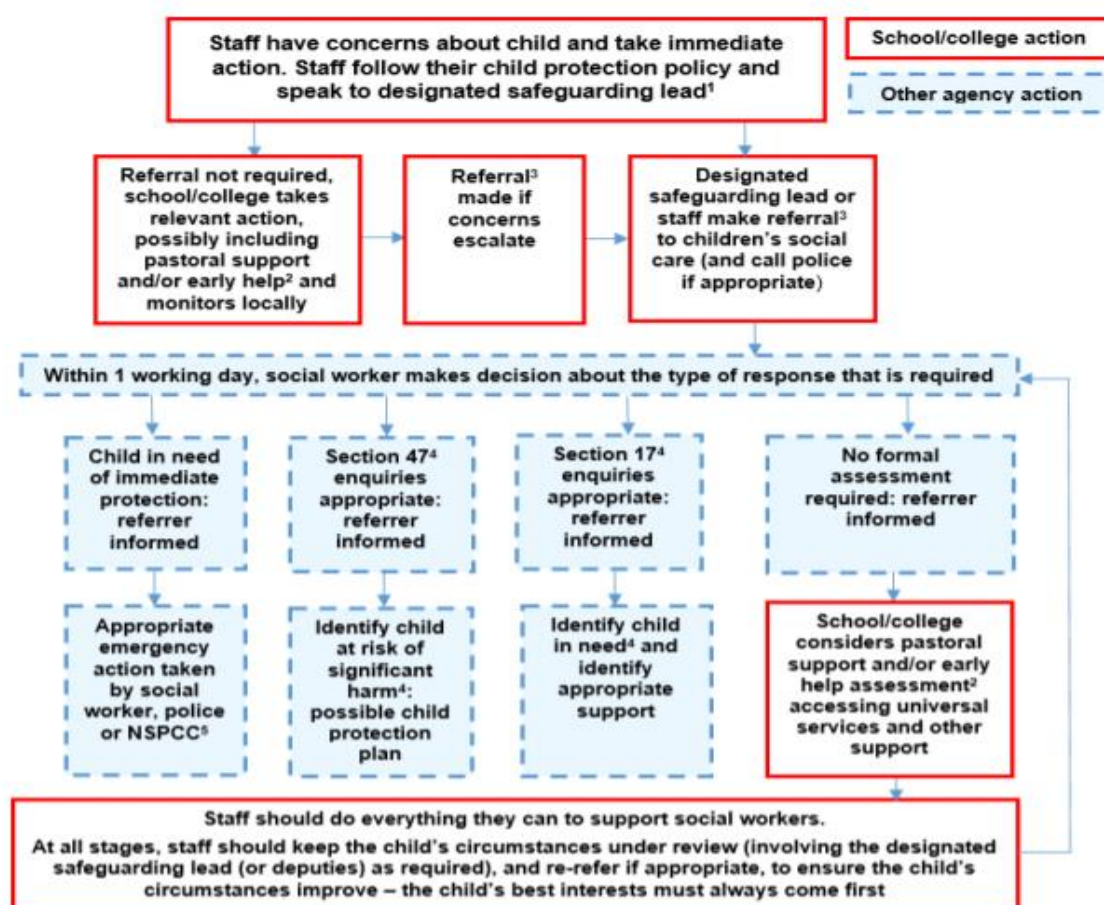 Staff have concerns about child and take immediate
action. Staff follow their child protection policy and
speak to designated safeguarding lead¹
School/college action
Other agency action
Referral not required,
school/college takes
relevant action,
possibly including
pastoral support
and/or early help² and
monitors locally
Referral³
made if
concerns
escalate
Designated
safeguarding lead or
staff make referral³
to children's social
care (and call police
if appropriate)
Within 1 working day, social worker makes decision about the type of response that is required
Child in need
of immediate
protection:
referrer
informed
Section 47⁴
enquiries
appropriate:
referrer
informed
Section 17⁴
enquiries
appropriate:
referrer
informed
No formal
assessment
required: referrer
informed
Appropriate
emergency
action taken
by social
worker, police
or NSPCC⁵
Identify child
at risk of
significant
harm⁴:
possible child
protection
plan
Identify child
in need⁴ and
identify
appropriate
support
School/college
considers pastoral
support and/or early
help assessment²
accessing universal
services and other
support
Staff should do everything they can to support social workers.
At all stages, staff should keep the child's circumstances under review (involving the designated
safeguarding lead (or deputies) as required), and re-refer if appropriate, to ensure the child's
circumstances improve – the child's best interests must always come first